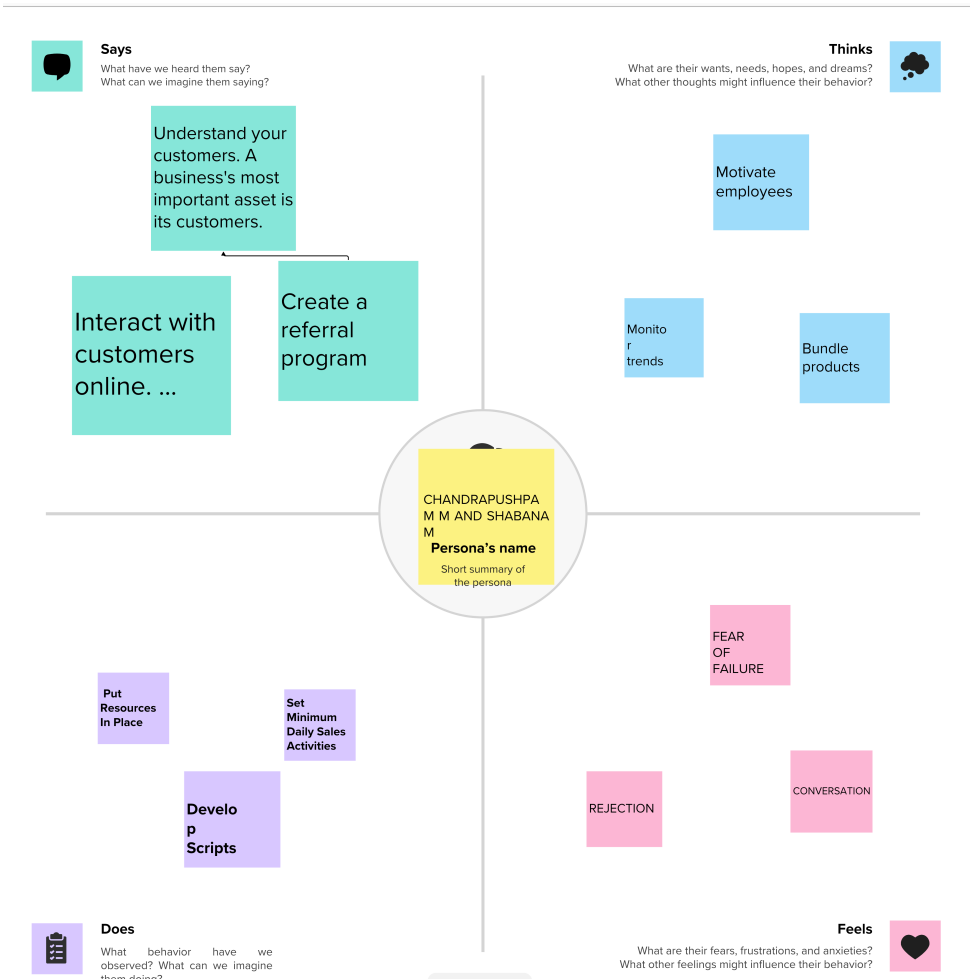 Says
What have we heard them say?
What can we imagine them saying?
Understand your
customers. A
business's most
important asset is
its customers.
Interact with
customers
online. ...
Create a
referral
program
Thinks
What are their wants, needs, hopes, and dreams?
What other thoughts might influence their behavior?
Motivate
employees
Monito
r
trends
Bundle
products
CHANDRAPUSHPA
M M AND SHABANA
M
Persona's name
Short summary of
the persona
Put
Resources
In Place
Set
Minimum
Daily Sales
Activities
Develo
p
Scripts
Does
What behavior have we
observed? What can we imagine
them doing?
FEAR
OF
FAILURE
REJECTION
CONVERSATION
Feels
What are their fears, frustrations, and anxieties?
What other feelings might influence their behavior?